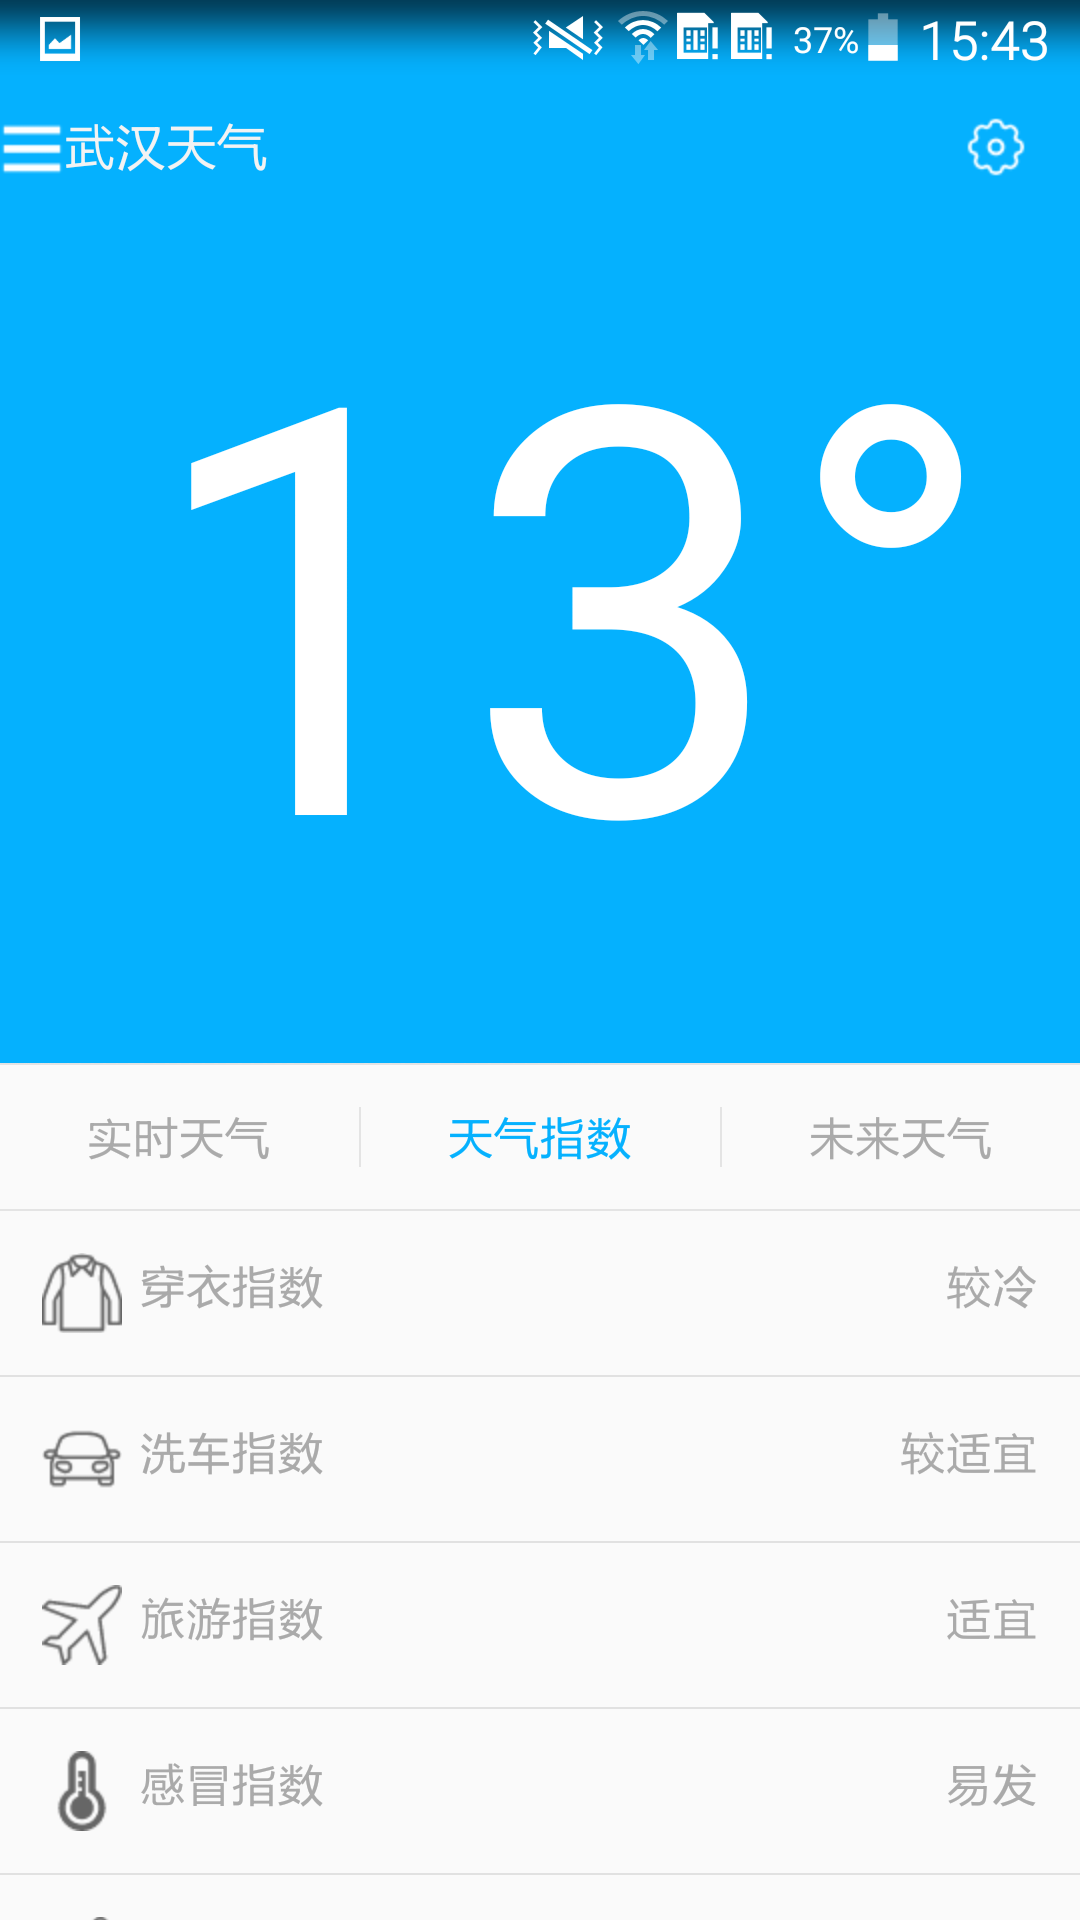 37% 15:43
武汉天气
13°
实时天气 天气指数 未来天气
穿衣指数 较冷
洗车指数 较适宜
旅游指数 适宜
感冒指数 易发